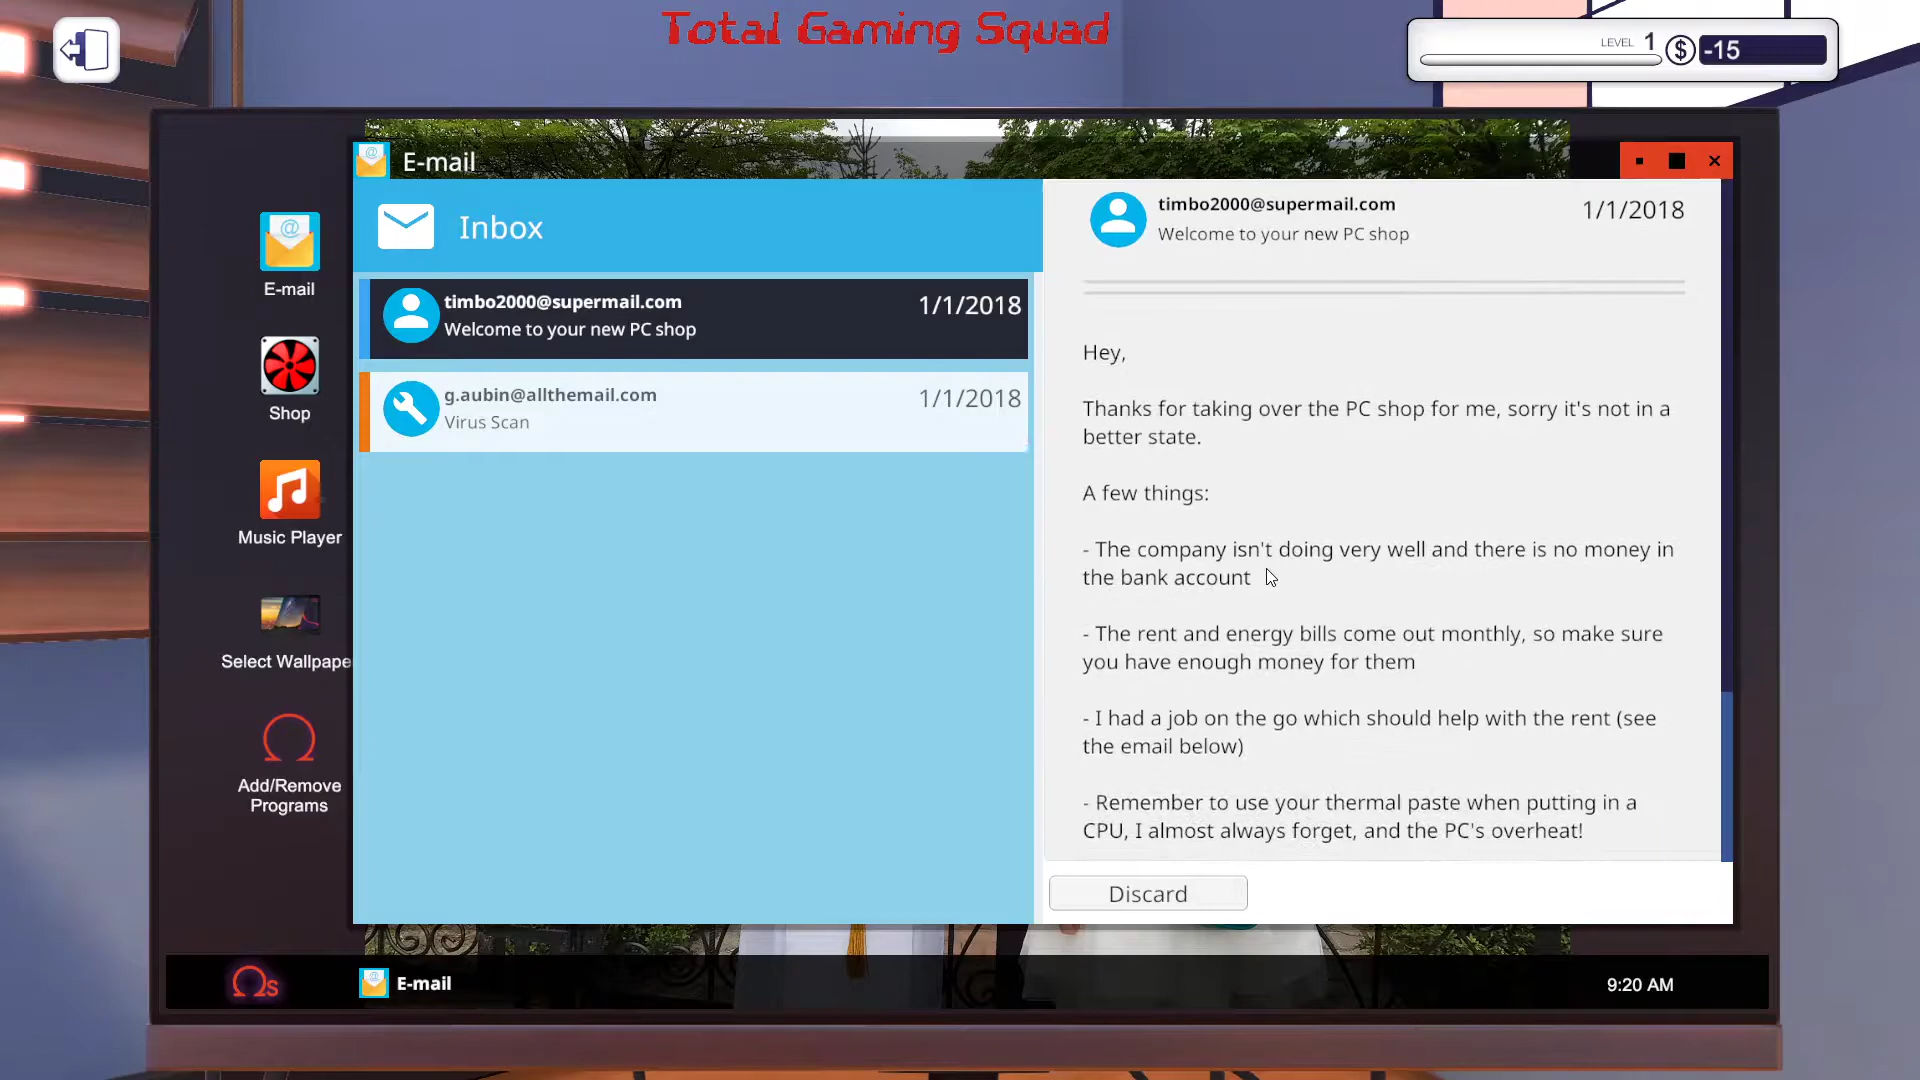 Total Gaming Squad
LEVEL 1
$ -15
E-mail
E-mail
Shop
Music Player
Select Wallpape
Add/Remove
Programs
Inbox
timbo2000@supermail.com
1/1/2018
Welcome to your new PC shop
g.aubin@allthemail.com
1/1/2018
Virus Scan
timbo2000@supermail.com
1/1/2018
Welcome to your new PC shop
Hey,
Thanks for taking over the PC shop for me, sorry it's not in a
better state.
A few things:
- The company isn't doing very well and there is no money in
the bank account
- The rent and energy bills come out monthly, so make sure
you have enough money for them
- I had a job on the go which should help with the rent (see
the email below)
- Remember to use your thermal paste when putting in a
CPU, I almost always forget, and the PC's overheat!
Discard
Ωs
E-mail
9:20 AM